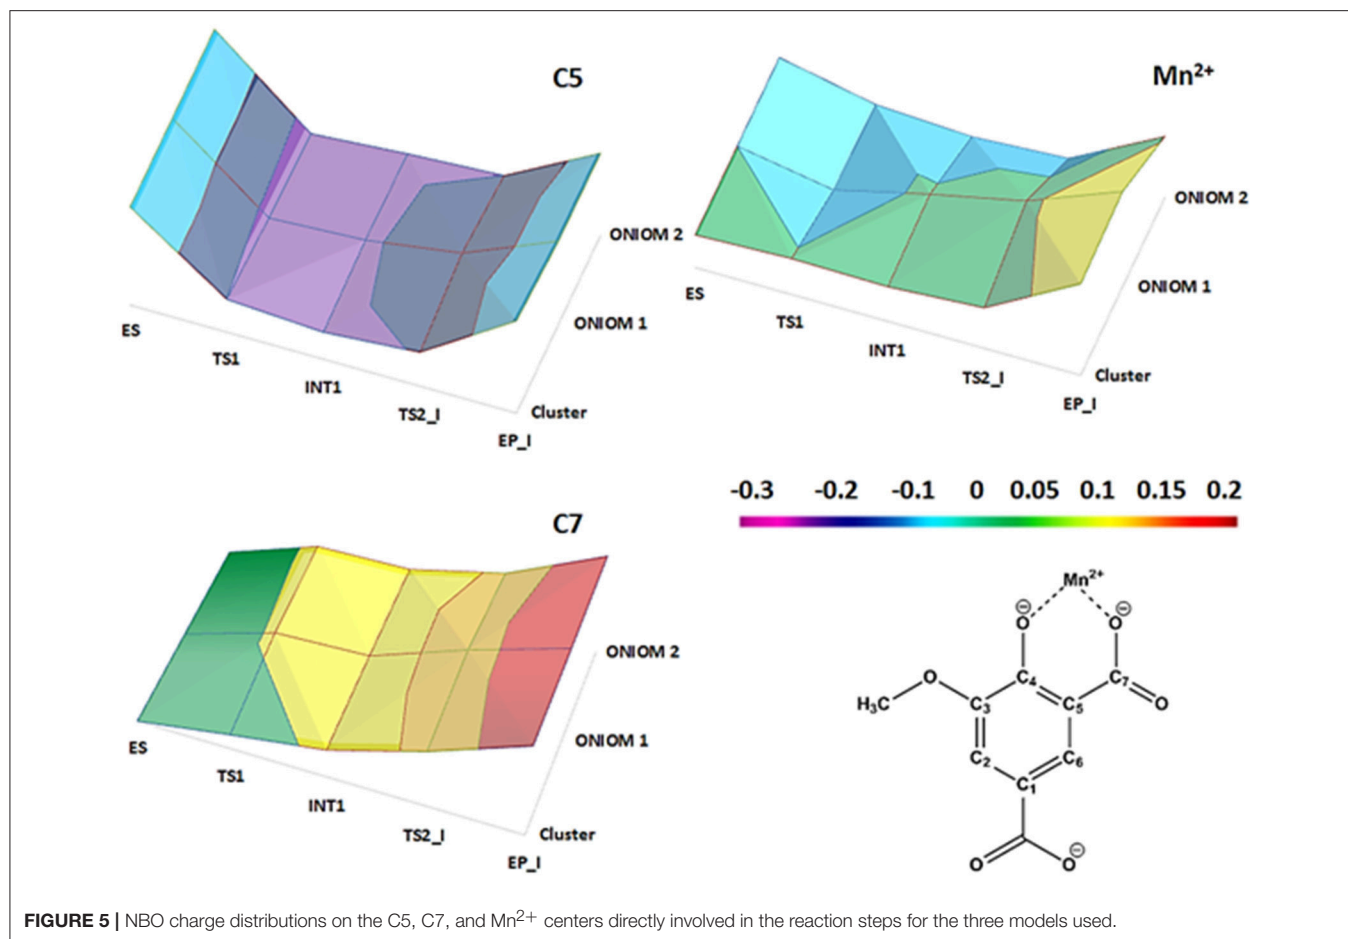 C5
ONIOM 2
ONIOM 1
Cluster
ES
TS1
INT1
TS2_I
EP_I
Mn²⁺
ONIOM 2
ONIOM 1
Cluster
ES
TS1
INT1
TS2_I
EP_I
C7
ONIOM 2
ONIOM 1
Cluster
ES
TS1
INT1
TS2_I
EP_I
-0.3 -0.2 -0.1 0 0.05 0.1 0.15 0.2
Mn²⁺
⊖ ⊖
O O
O C₄ C₇
H₃C C₃ C₅ O
C₂ C₆
C₁
⊖
O O
FIGURE 5 | NBO charge distributions on the C5, C7, and Mn²⁺ centers directly involved in the reaction steps for the three models used.